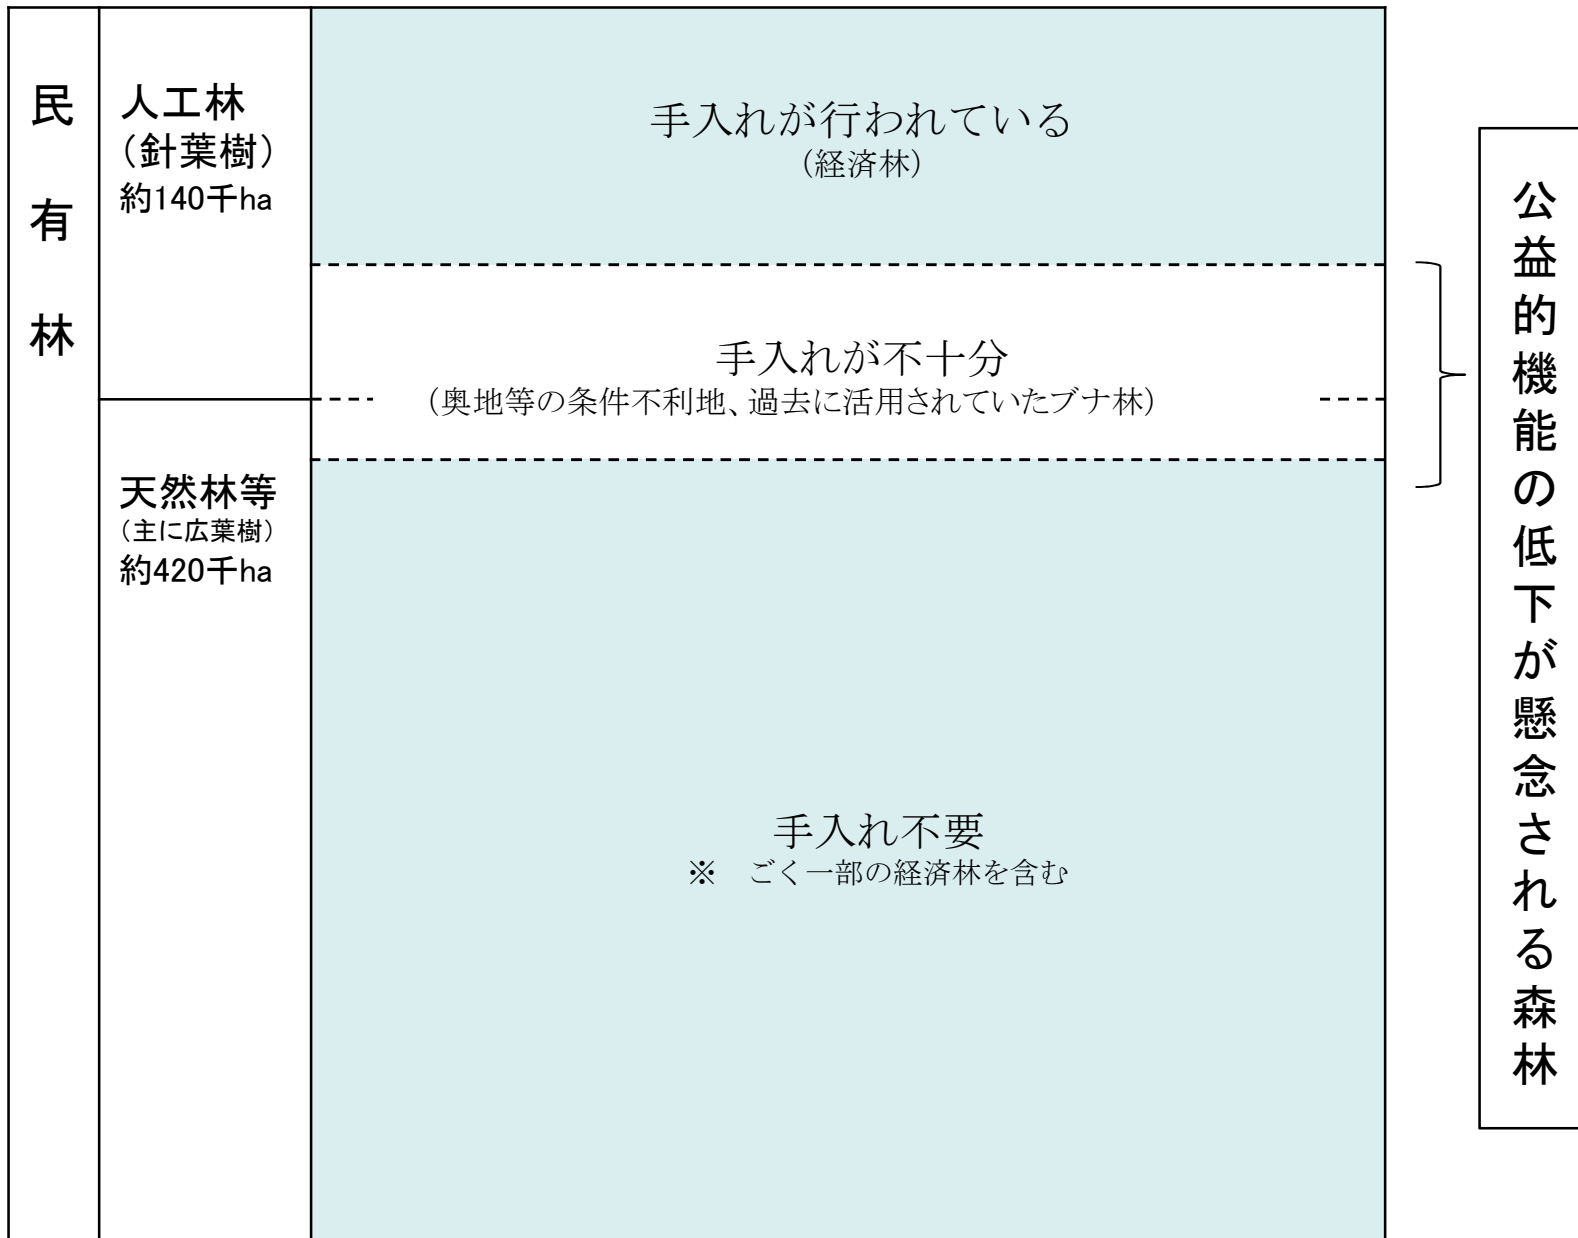 民有林
人工林
（針葉樹）
約140千ha
手入れが行われている
（経済林）
手入れが不十分
（奥地等の条件不利地、過去に活用されていたブナ林）
天然林等
（主に広葉樹）
約420千ha
手入れ不要
※　ごく一部の経済林を含む
公益的機能の低下が懸念される森林